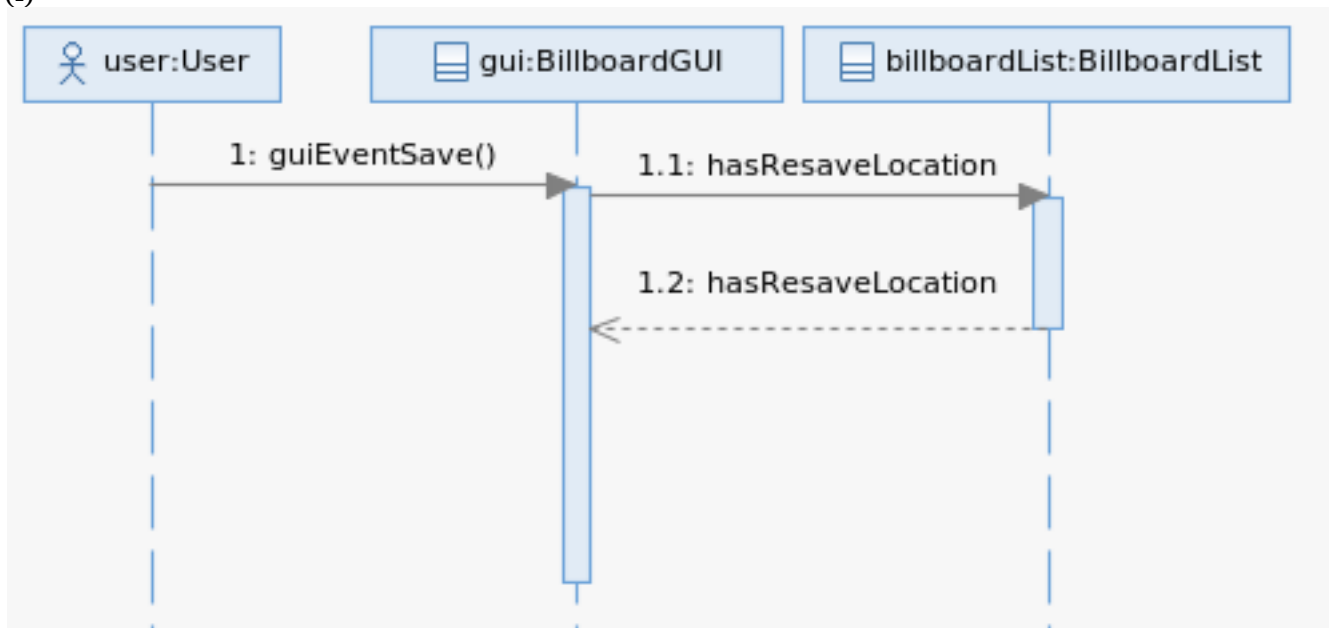 user:User
gui:BillboardGUI
billboardList:BillboardList
1: guiEventSave()
1.1: hasResaveLocation
1.2: hasResaveLocation